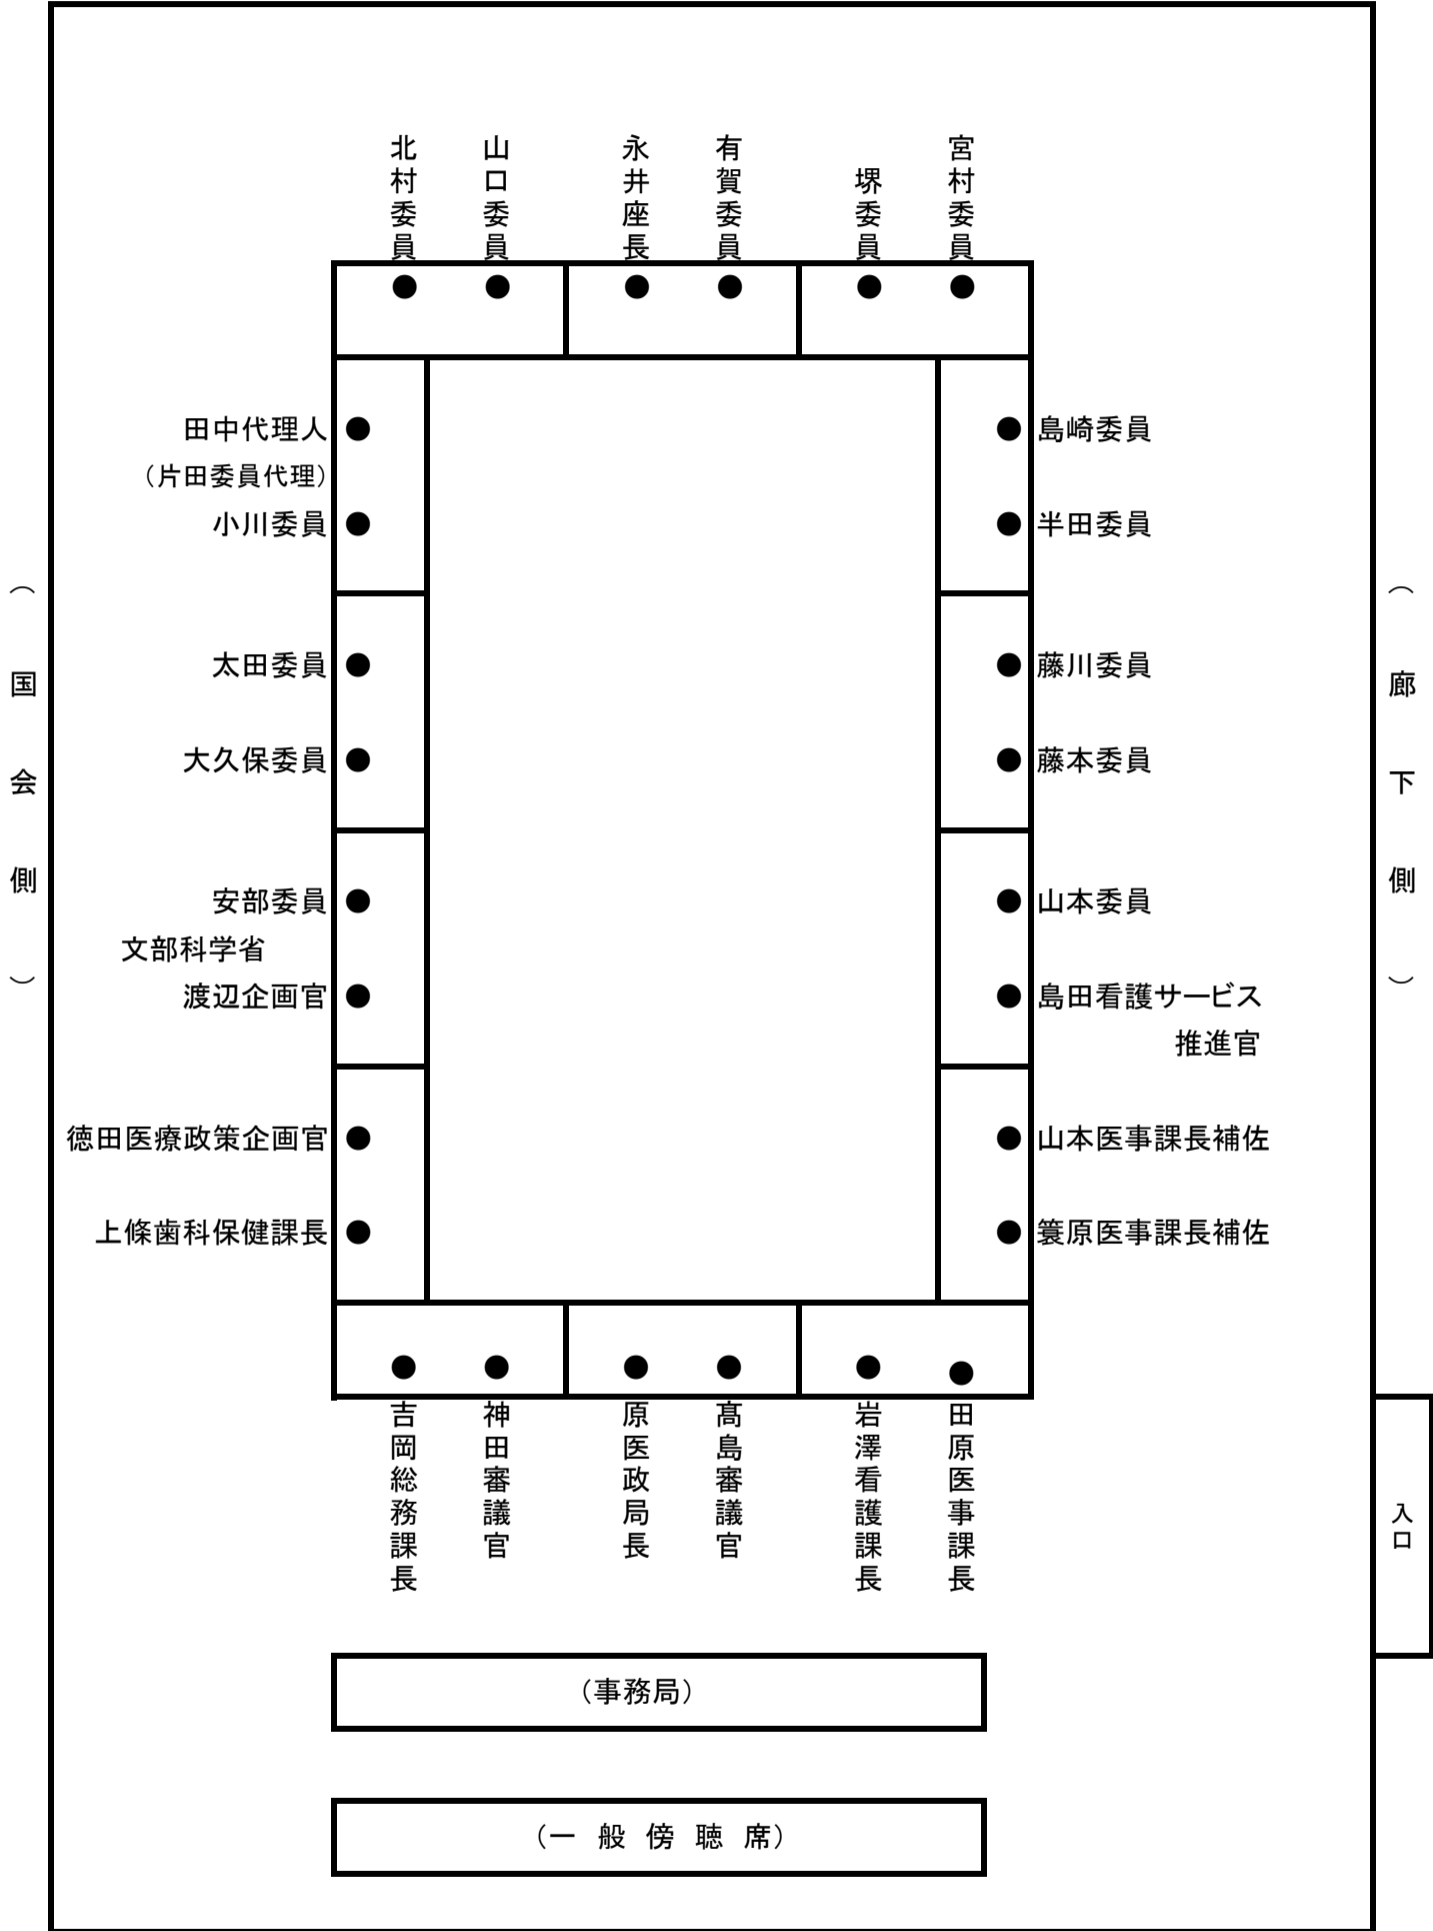 北村委員
山口委員
永井座長
有賀委員
堺委員
宮村委員
田中代理人
（片田委員代理）
小川委員
太田委員
大久保委員
安部委員
文部科学省
渡辺企画官
徳田医療政策企画官
上條歯科保健課長
島崎委員
半田委員
藤川委員
藤本委員
山本委員
島田看護サービス
推進官
山本医事課長補佐
簑原医事課長補佐
（国会側）
（廊下側）
吉岡総務課長
神田審議官
原医政局長
髙島審議官
岩澤看護課長
田原医事課長
入口
（事務局）
（一般傍聴席）